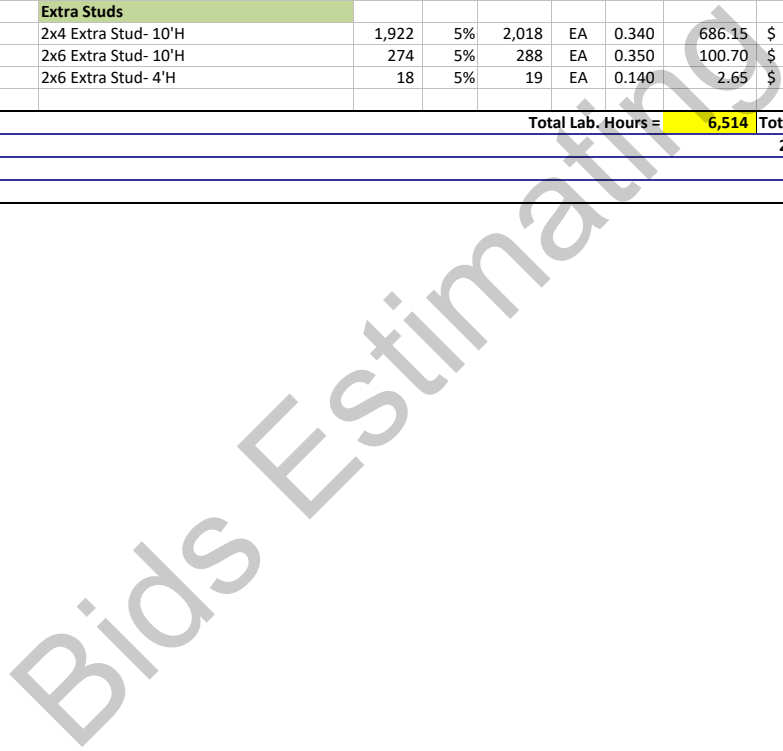 Extra Studs
2x4 Extra Stud- 10'H 1,922 5% 2,018 EA 0.340 686.15 $
2x6 Extra Stud- 10'H 274 5% 288 EA 0.350 100.70 $
2x6 Extra Stud- 4'H 18 5% 19 EA 0.140 2.65 $
Total Lab. Hours = 6,514 Tot
2
Bids Estimating